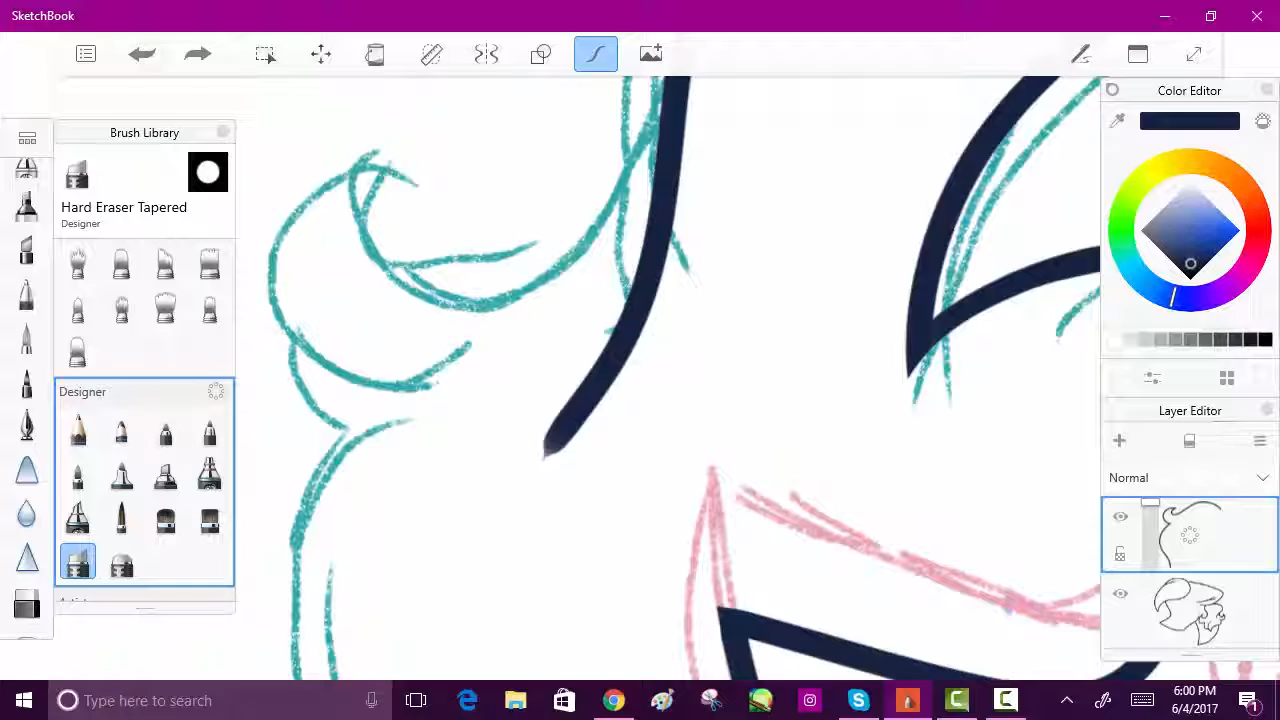 SketchBook
Brush Library
Color Editor
Hard Eraser Tapered
Designer
Designer
Layer Editor
Normal
Type here to search
6:00 PM
6/4/2017
1